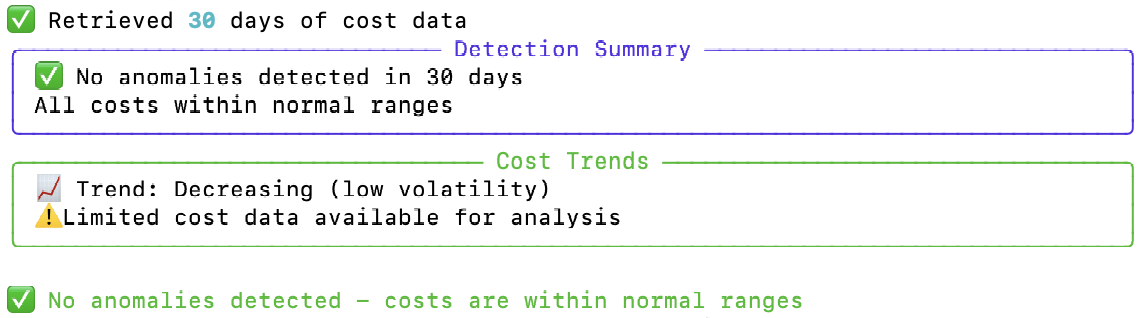 ✅ Retrieved 30 days of cost data
Detection Summary
✅ No anomalies detected in 30 days
All costs within normal ranges
Cost Trends
📈 Trend: Decreasing (low volatility)
⚠️Limited cost data available for analysis
✅ No anomalies detected – costs are within normal ranges